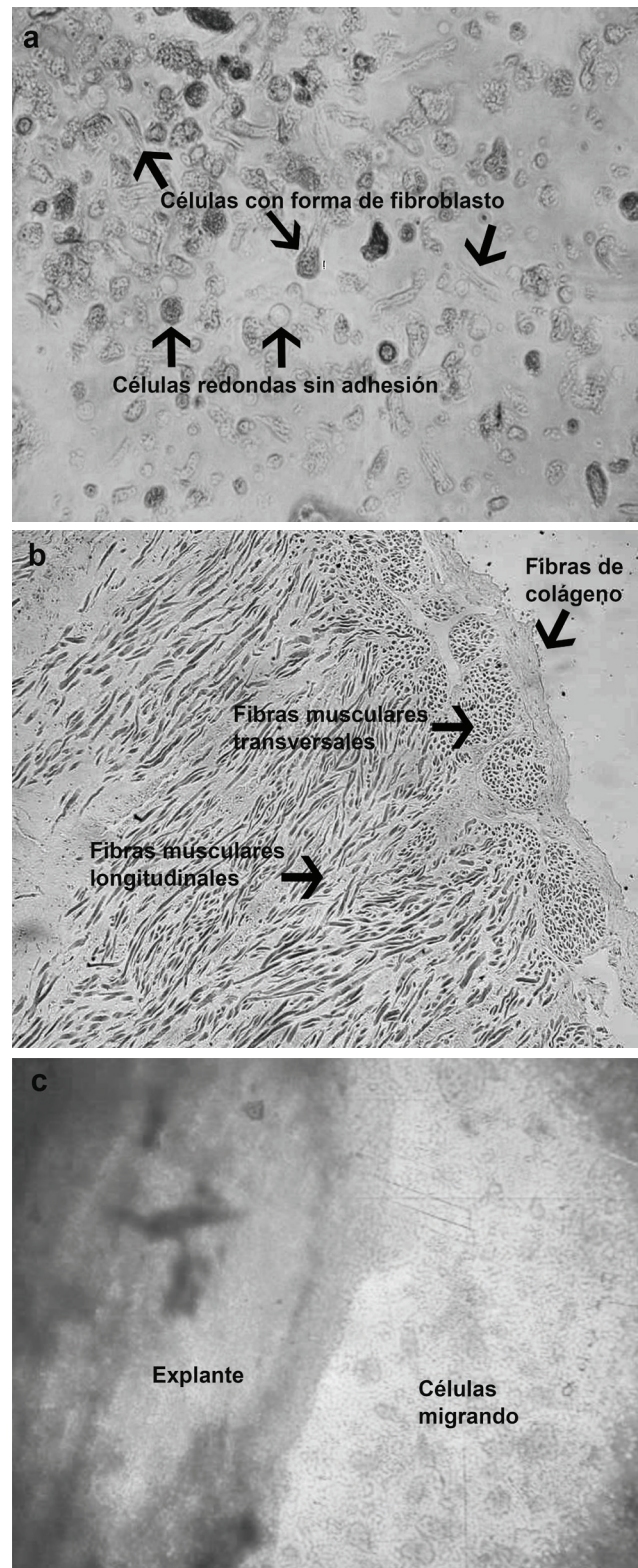 a
Células con forma de fibroblasto
Células redondas sin adhesión
b
Fibras de
colágeno
Fibras musculares
transversales
Fibras musculares
longitudinales
c
Explante
Células
migrando